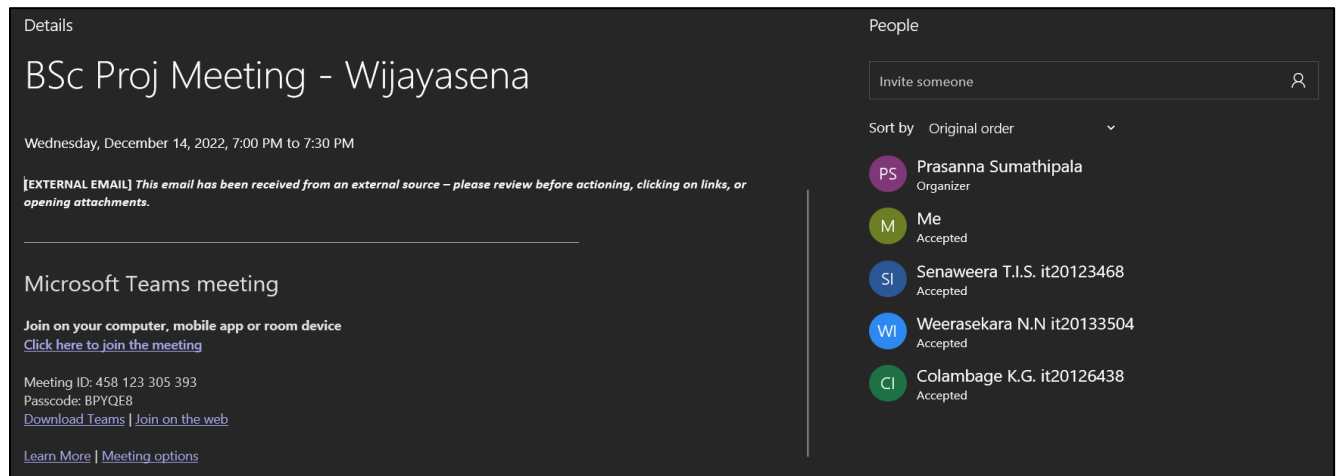 Details
BSc Proj Meeting - Wijayasena
Wednesday, December 14, 2022, 7:00 PM to 7:30 PM
[EXTERNAL EMAIL] This email has been received from an external source – please review before actioning, clicking on links, or
opening attachments.
Microsoft Teams meeting
Join on your computer, mobile app or room device
Click here to join the meeting
Meeting ID: 458 123 305 393
Passcode: BPYQE8
Download Teams | Join on the web
Learn More | Meeting options
People
Invite someone
Sort by Original order
PS Prasanna Sumathipala
Organizer
M Me
Accepted
SI Senaweera T.I.S. it20123468
Accepted
WI Weerasekara N.N it20133504
Accepted
CI Colambage K.G. it20126438
Accepted